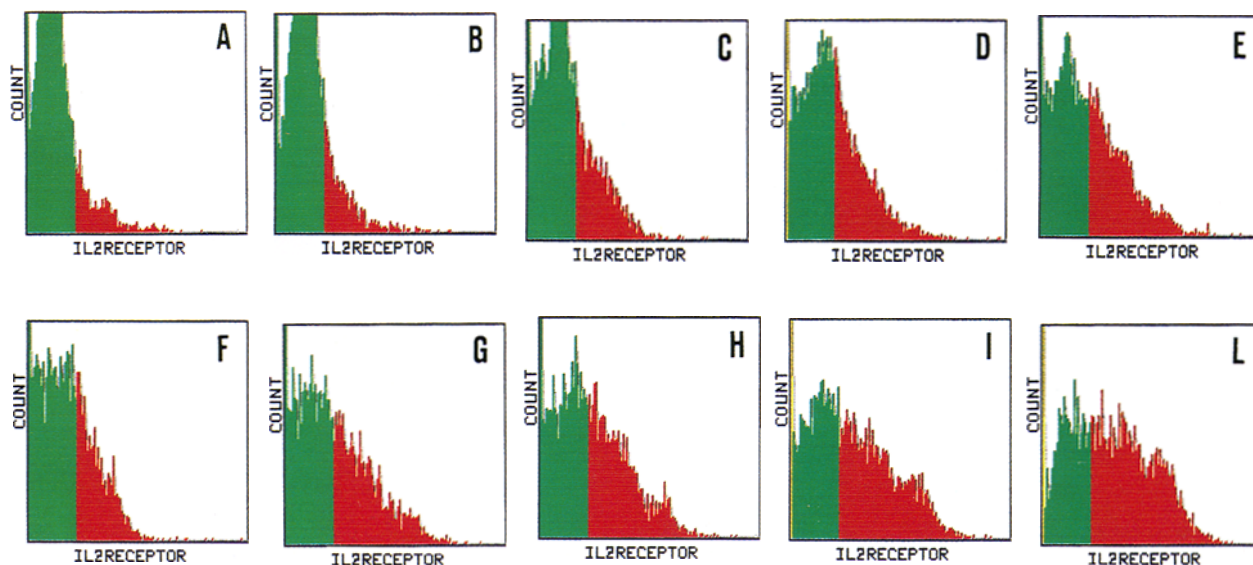 A
COUNT
IL2RECEPTOR
B
COUNT
IL2RECEPTOR
C
COUNT
IL2RECEPTOR
D
COUNT
IL2RECEPTOR
E
COUNT
IL2RECEPTOR
F
COUNT
IL2RECEPTOR
G
COUNT
IL2RECEPTOR
H
COUNT
IL2RECEPTOR
I
COUNT
IL2RECEPTOR
L
COUNT
IL2RECEPTOR